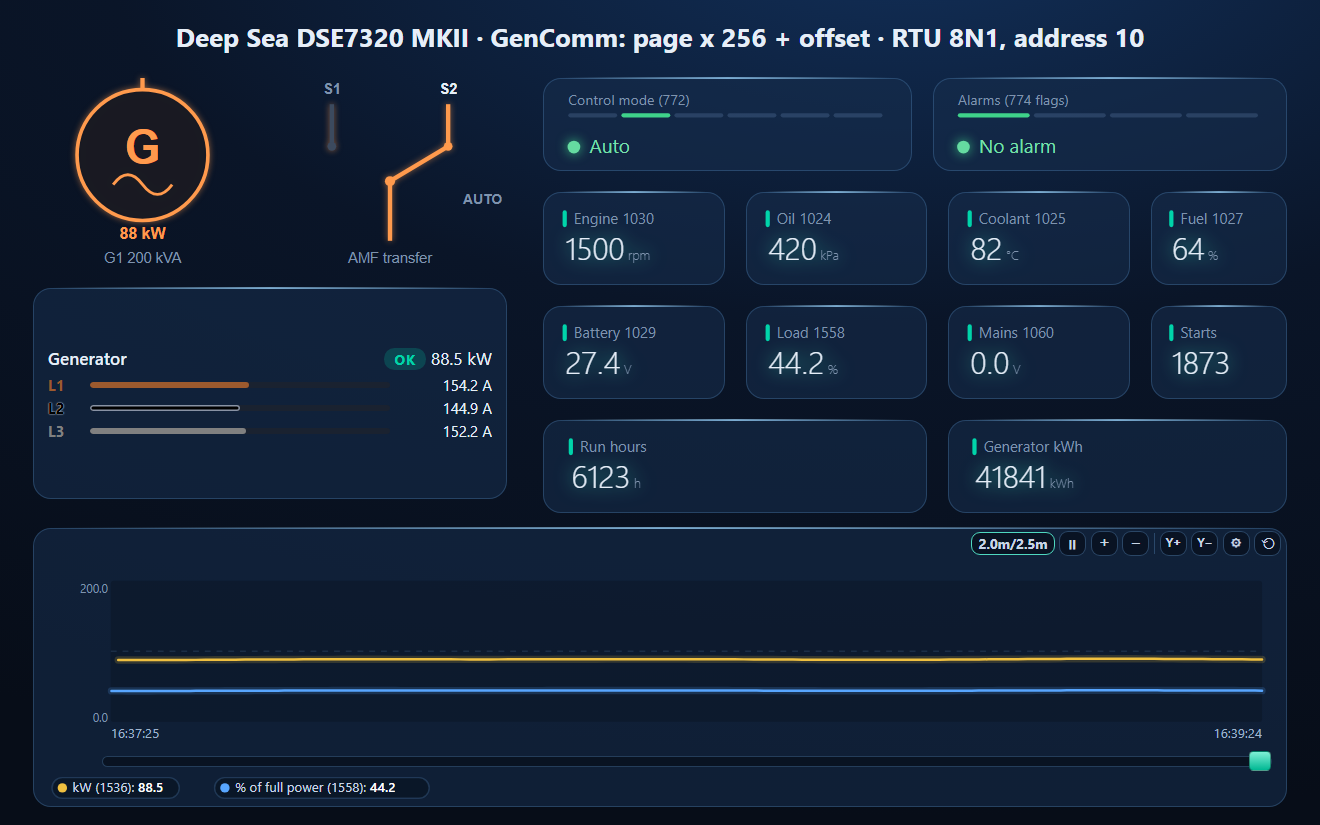 Deep Sea DSE7320 MKII · GenComm: page x 256 + offset · RTU 8N1, address 10
G
88 kW
G1 200 kVA
S1
S2
AUTO
AMF transfer
Control mode (772)
Auto
Alarms (774 flags)
No alarm
Engine 1030
1500 rpm
Oil 1024
420 kPa
Coolant 1025
82 °C
Fuel 1027
64 %
Generator
OK 88.5 kW
L1 154.2 A
L2 144.9 A
L3 152.2 A
Battery 1029
27.4 V
Load 1558
44.2 %
Mains 1060
0.0 V
Starts
1873
Run hours
6123 h
Generator kWh
41841 kWh
2.0m/2.5m
+
−
Y+
Y−
200.0
0.0
16:37:25
16:39:24
kW (1536): 88.5
% of full power (1558): 44.2